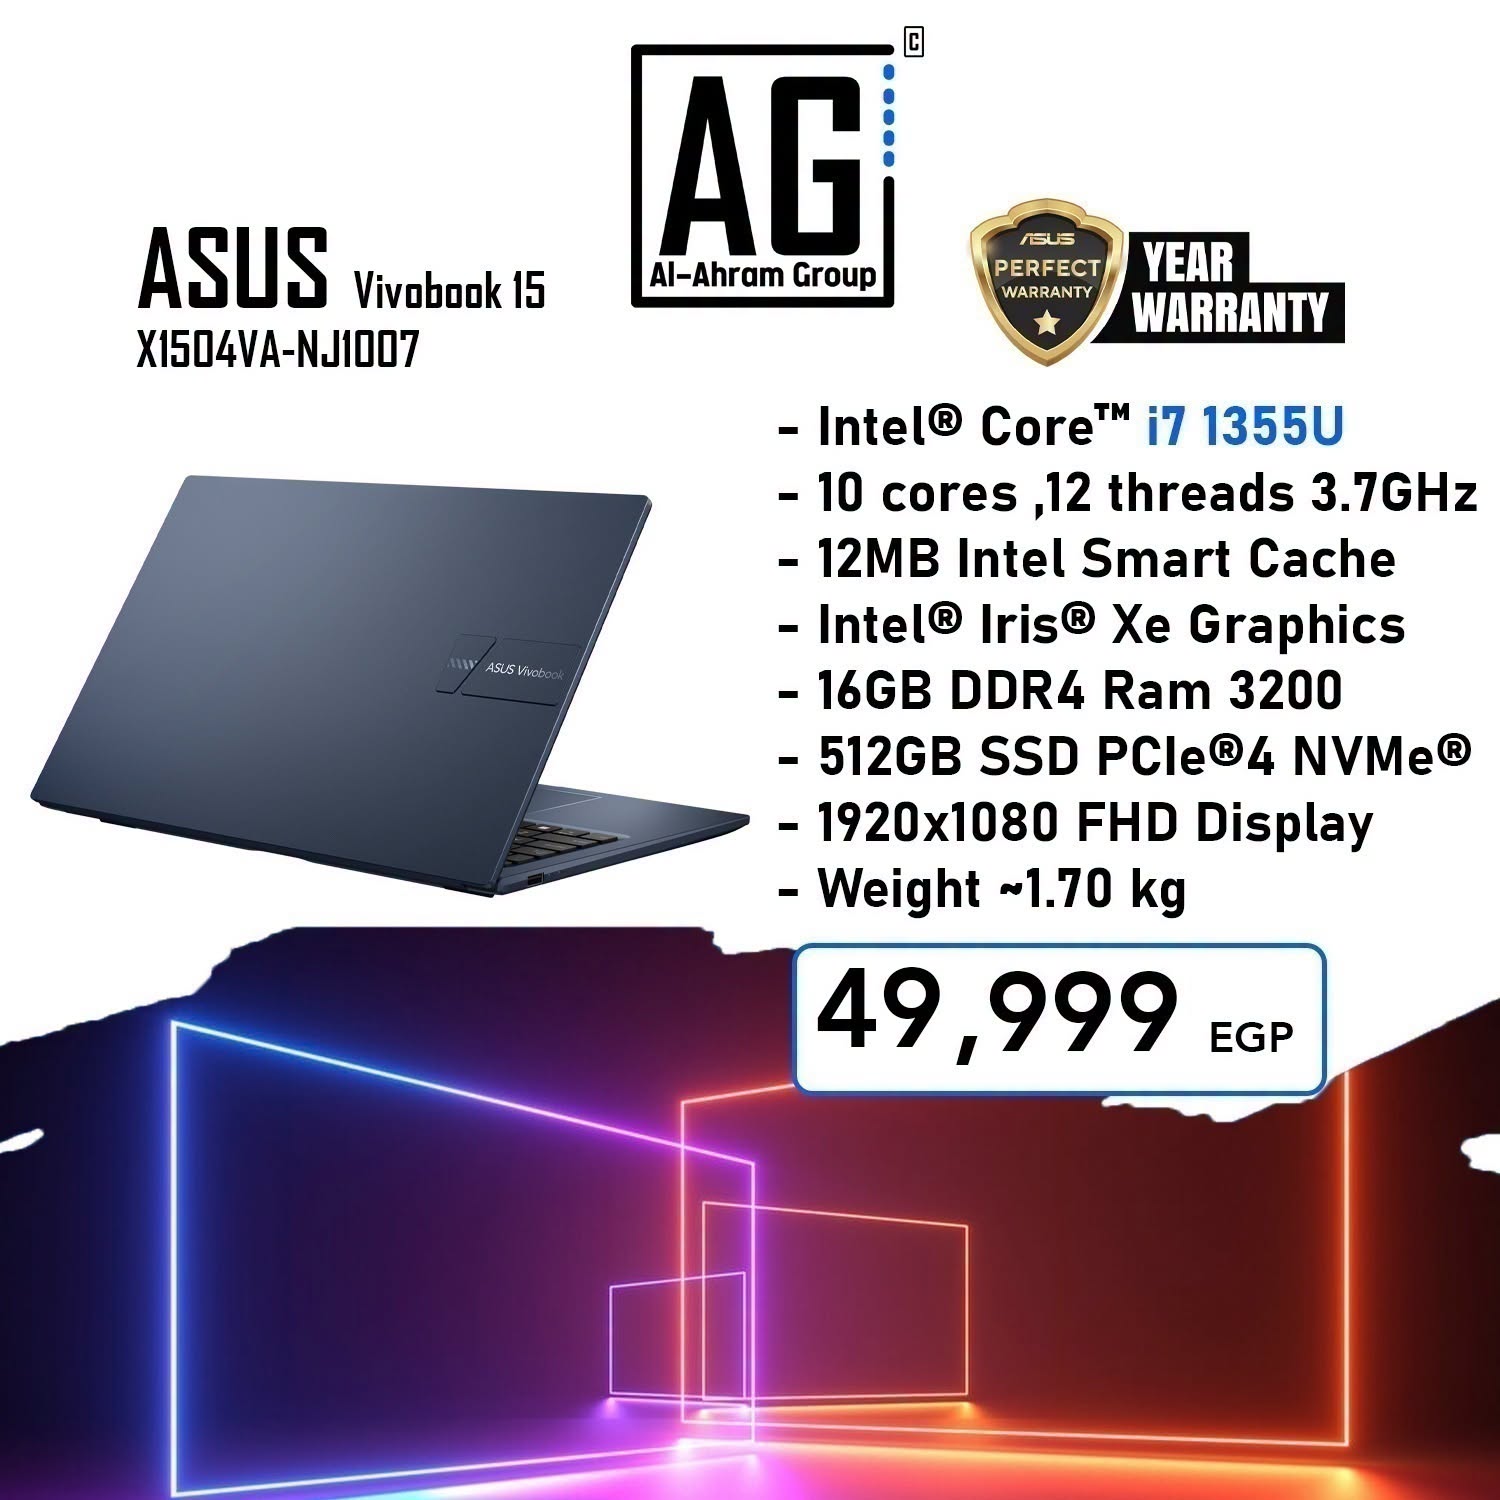 C
AG
Al-Ahram Group
ASUS Vivobook 15
X1504VA-NJ1007
ASUS
PERFECT
WARRANTY
YEAR
WARRANTY
- Intel® Core™ i7 1355U
- 10 cores ,12 threads 3.7GHz
- 12MB Intel Smart Cache
- Intel® Iris® Xe Graphics
- 16GB DDR4 Ram 3200
- 512GB SSD PCIe®4 NVMe®
- 1920x1080 FHD Display
- Weight ~1.70 kg
ASUS Vivobook
49,999 EGP